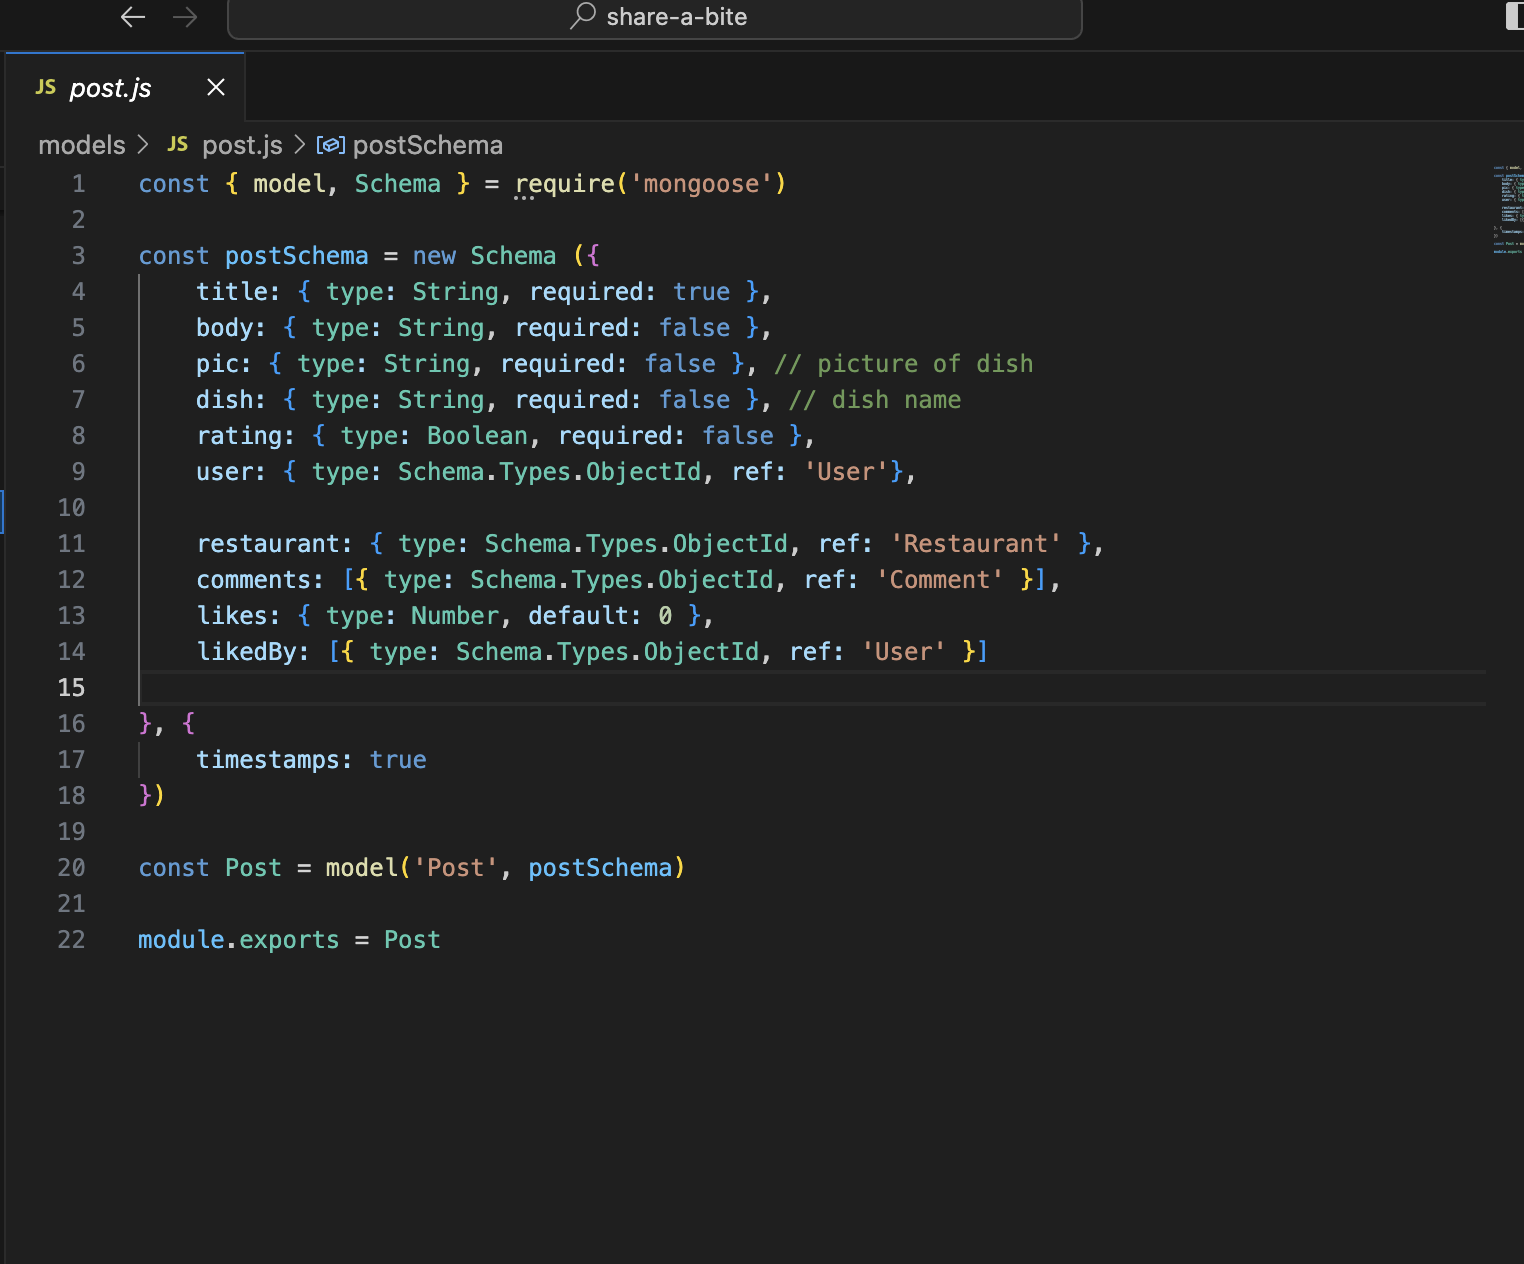 share-a-bite
JS post.js
models > JS post.js > postSchema
1 const { model, Schema } = require('mongoose')
2
3 const postSchema = new Schema ({
4 title: { type: String, required: true },
5 body: { type: String, required: false },
6 pic: { type: String, required: false }, // picture of dish
7 dish: { type: String, required: false }, // dish name
8 rating: { type: Boolean, required: false },
9 user: { type: Schema.Types.ObjectId, ref: 'User'},
10
11 restaurant: { type: Schema.Types.ObjectId, ref: 'Restaurant' },
12 comments: [{ type: Schema.Types.ObjectId, ref: 'Comment' }],
13 likes: { type: Number, default: 0 },
14 likedBy: [{ type: Schema.Types.ObjectId, ref: 'User' }]
15
16 }, {
17 timestamps: true
18 })
19
20 const Post = model('Post', postSchema)
21
22 module.exports = Post